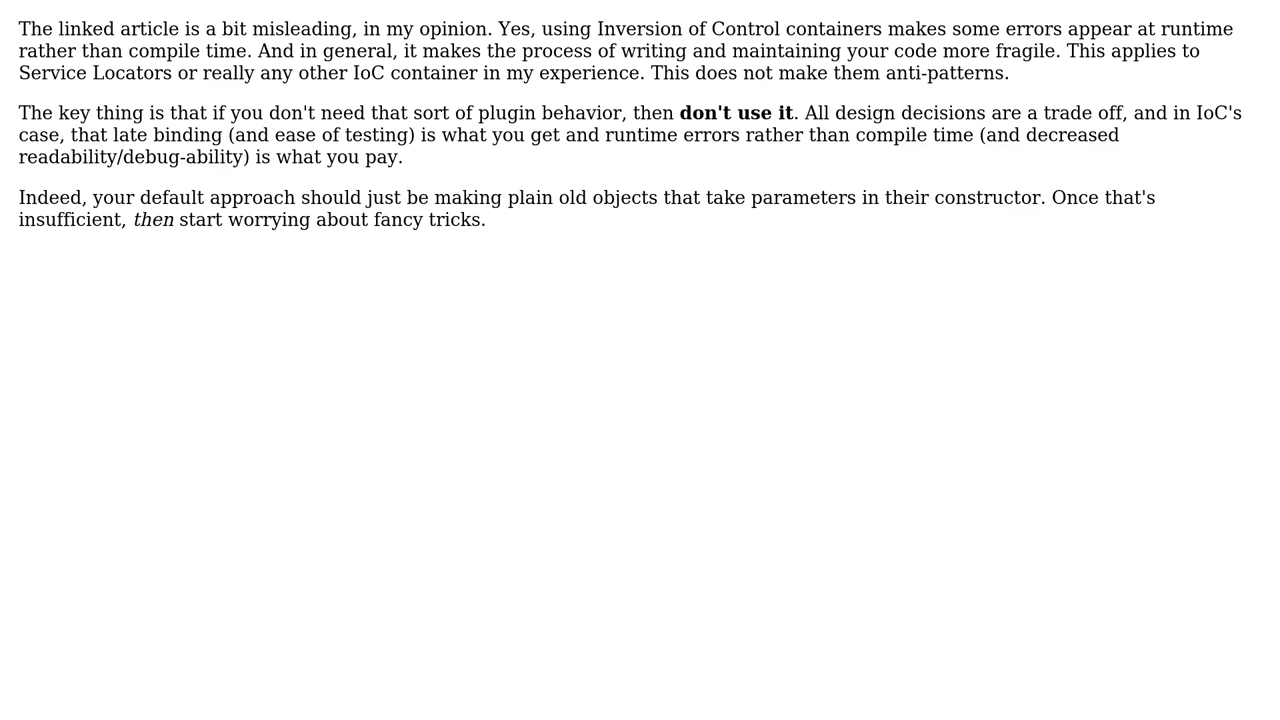 The linked article is a bit misleading, in my opinion. Yes, using Inversion of Control containers makes some errors appear at runtime
rather than compile time. And in general, it makes the process of writing and maintaining your code more fragile. This applies to
Service Locators or really any other IoC container in my experience. This does not make them anti-patterns.
The key thing is that if you don't need that sort of plugin behavior, then don't use it. All design decisions are a trade off, and in IoC's
case, that late binding (and ease of testing) is what you get and runtime errors rather than compile time (and decreased
readability/debug-ability) is what you pay.
Indeed, your default approach should just be making plain old objects that take parameters in their constructor. Once that's
insufficient, then start worrying about fancy tricks.